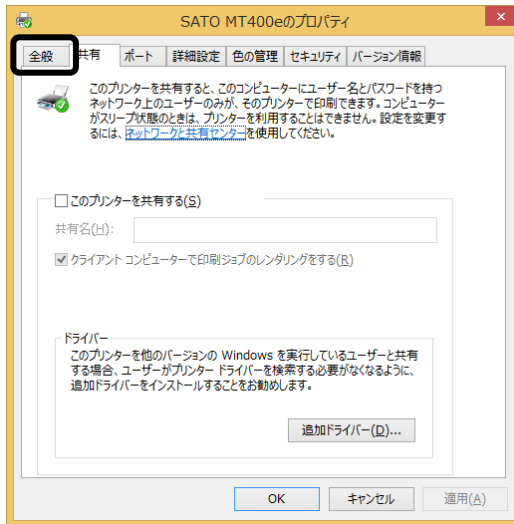 SATO MT400eのプロパティ
全般 共有 ポート 詳細設定 色の管理 セキュリティ バージョン情報
このプリンターを共有すると、このコンピューターにユーザー名とパスワードを持つ
ネットワーク上のユーザーのみが、そのプリンターで印刷できます。コンピューター
がスリープ状態のときは、プリンターを利用することはできません。設定を変更す
るには、ネットワークと共有センターを使用してください。
このプリンターを共有する(S)
共有名(H):
クライアント コンピューターで印刷ジョブのレンダリングをする(R)
ドライバー
このプリンターを他のバージョンの Windows を実行しているユーザーと共有
する場合、ユーザーがプリンター ドライバーを検索する必要がなくなるように、
追加ドライバーをインストールすることをお勧めします。
追加ドライバー(D)...
OK キャンセル 適用(A)